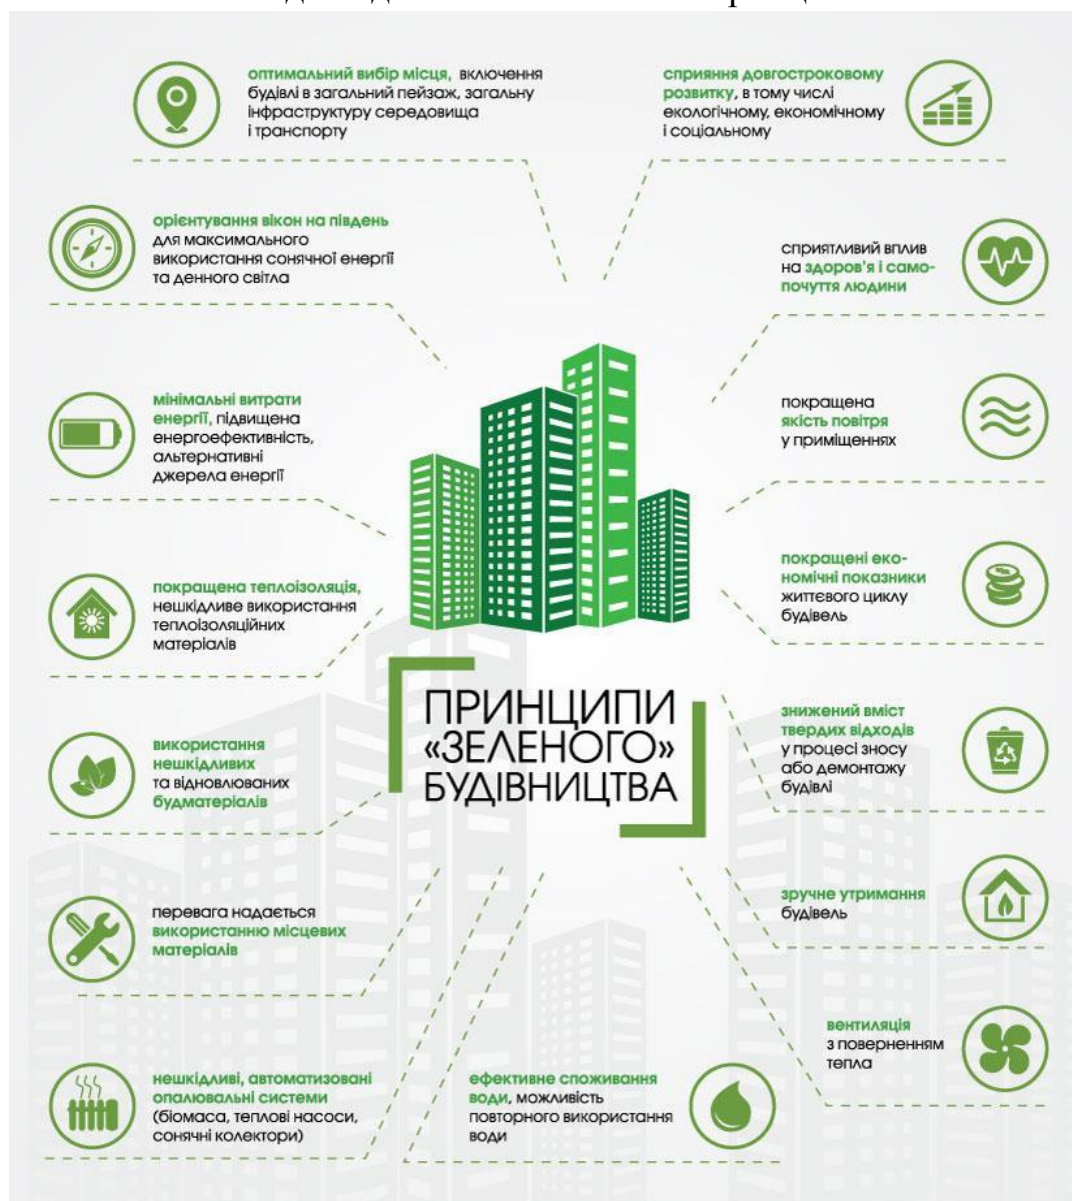 оптимальний вибір місця, включення
будівлі в загальний пейзаж, загальну
інфраструктуру середовища
і транспорту
сприяння довгостроковому
розвитку, в тому числі
екологічному, економічному
і соціальному
орієнтування вікон на південь
для максимального
використання сонячної енергії
та денного світла
сприятливий вплив
на здоров'я і само-
почуття людини
мінімальні витрати
енергії, підвищена
енергоефективність,
альтернативні
джерела енергії
покращена
якість повітря
у приміщеннях
покращена теплоізоляція,
нешкідливе використання
теплоізоляційних
матеріалів
покращені еко-
номічні показники
життєвого циклу
будівель
ПРИНЦИПИ
«ЗЕЛЕНОГО»
БУДІВНИЦТВА
використання
нешкідливих
та відновлюваних
будматеріалів
знижений вміст
твердих відходів
у процесі зносу
або демонтажу
будівлі
перевага надається
використанню місцевих
матеріалів
зручне утримання
будівель
вентиляція
з поверненням
тепла
нешкідливі, автоматизовані
опалювальні системи
(біомаса, теплові насоси,
сонячні колектори)
ефективне споживання
води, можливість
повторного використання
води